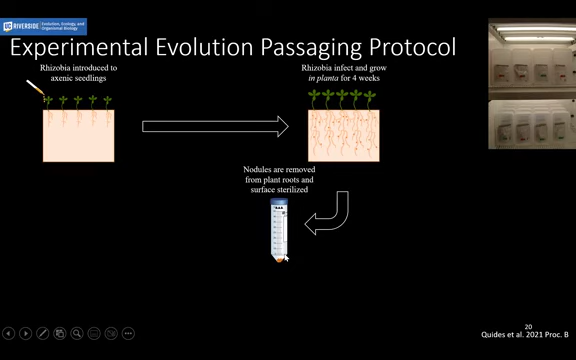 UC RIVERSIDE
Evolution, Ecology, and
Organismal Biology
Experimental Evolution Passaging Protocol
Rhizobia introduced to
axenic seedlings
Rhizobia infect and grow
in planta for 4 weeks
Nodules are removed
from plant roots and
surface sterilized
20
Quides et al. 2021 Proc. B